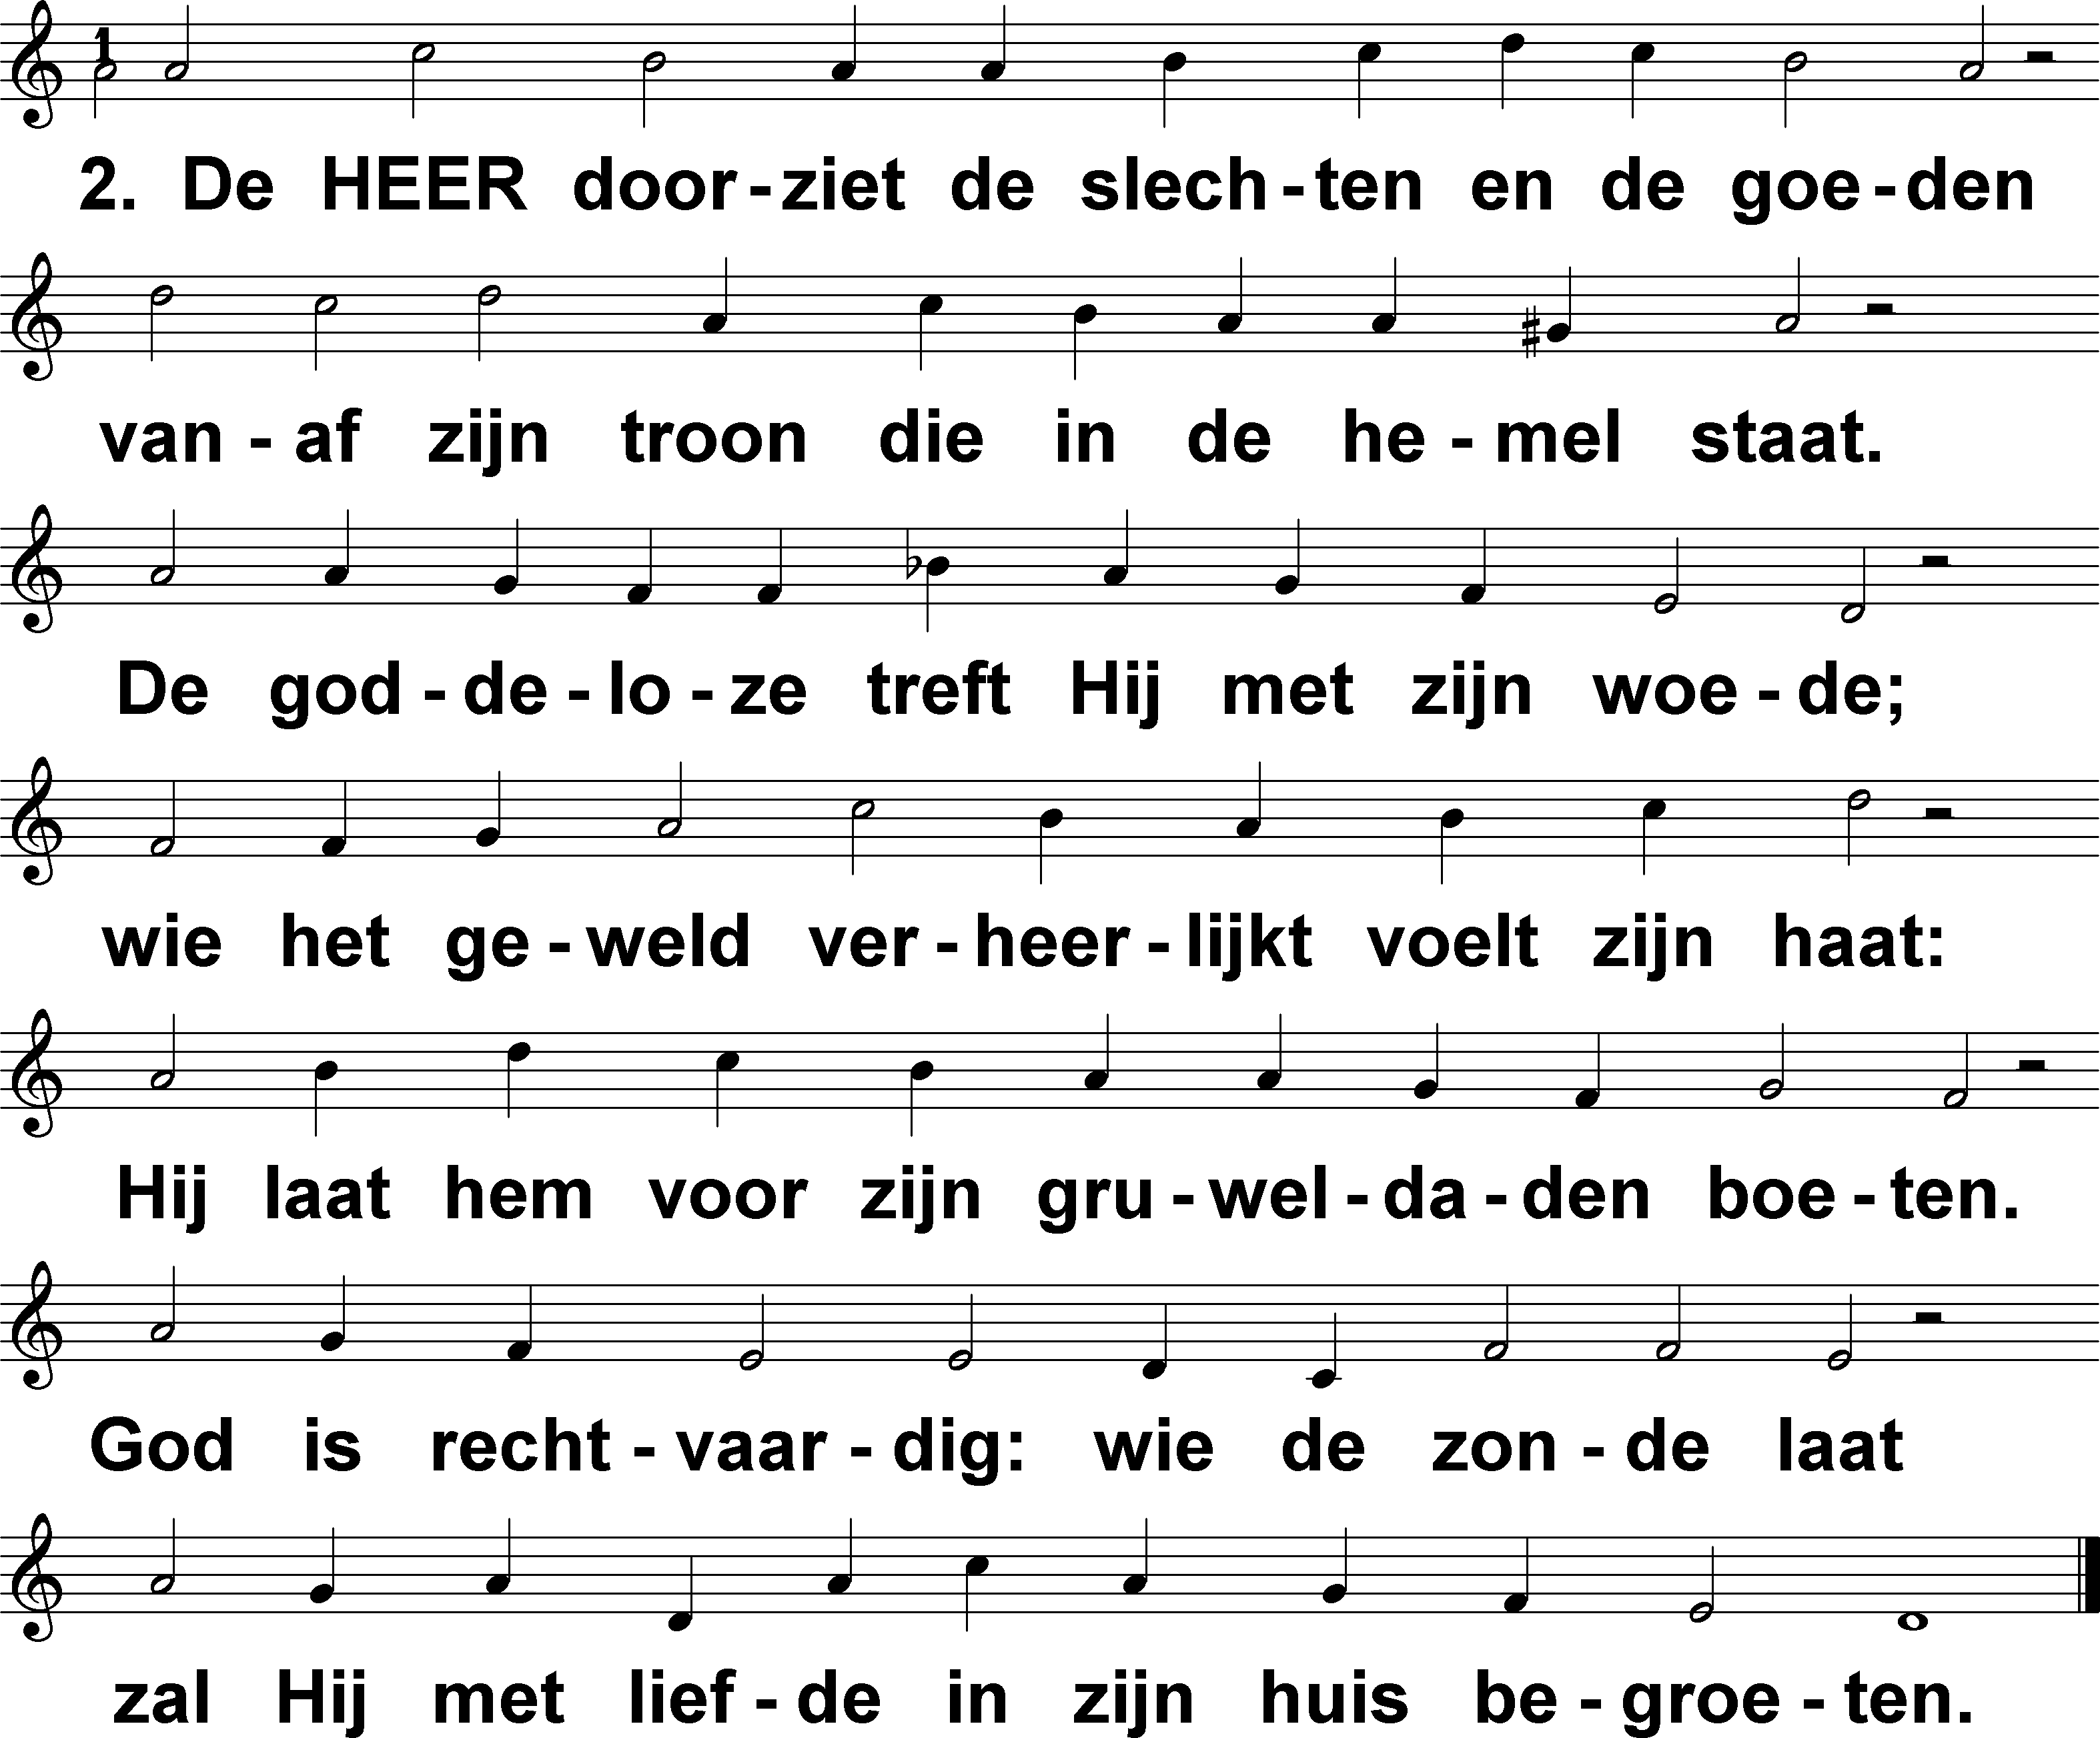 1
2. De HEER door-ziet de slech-ten en de goe-den
van-af zijn troon die in de he-mel staat.
De god-de-lo-ze treft Hij met zijn woe-de;
wie het ge-weld ver-heer-lijkt voelt zijn haat:
Hij laat hem voor zijn gru-wel-da-den boe-ten.
God is recht-vaar-dig: wie de zon-de laat
zal Hij met lief-de in zijn huis be-groe-ten.